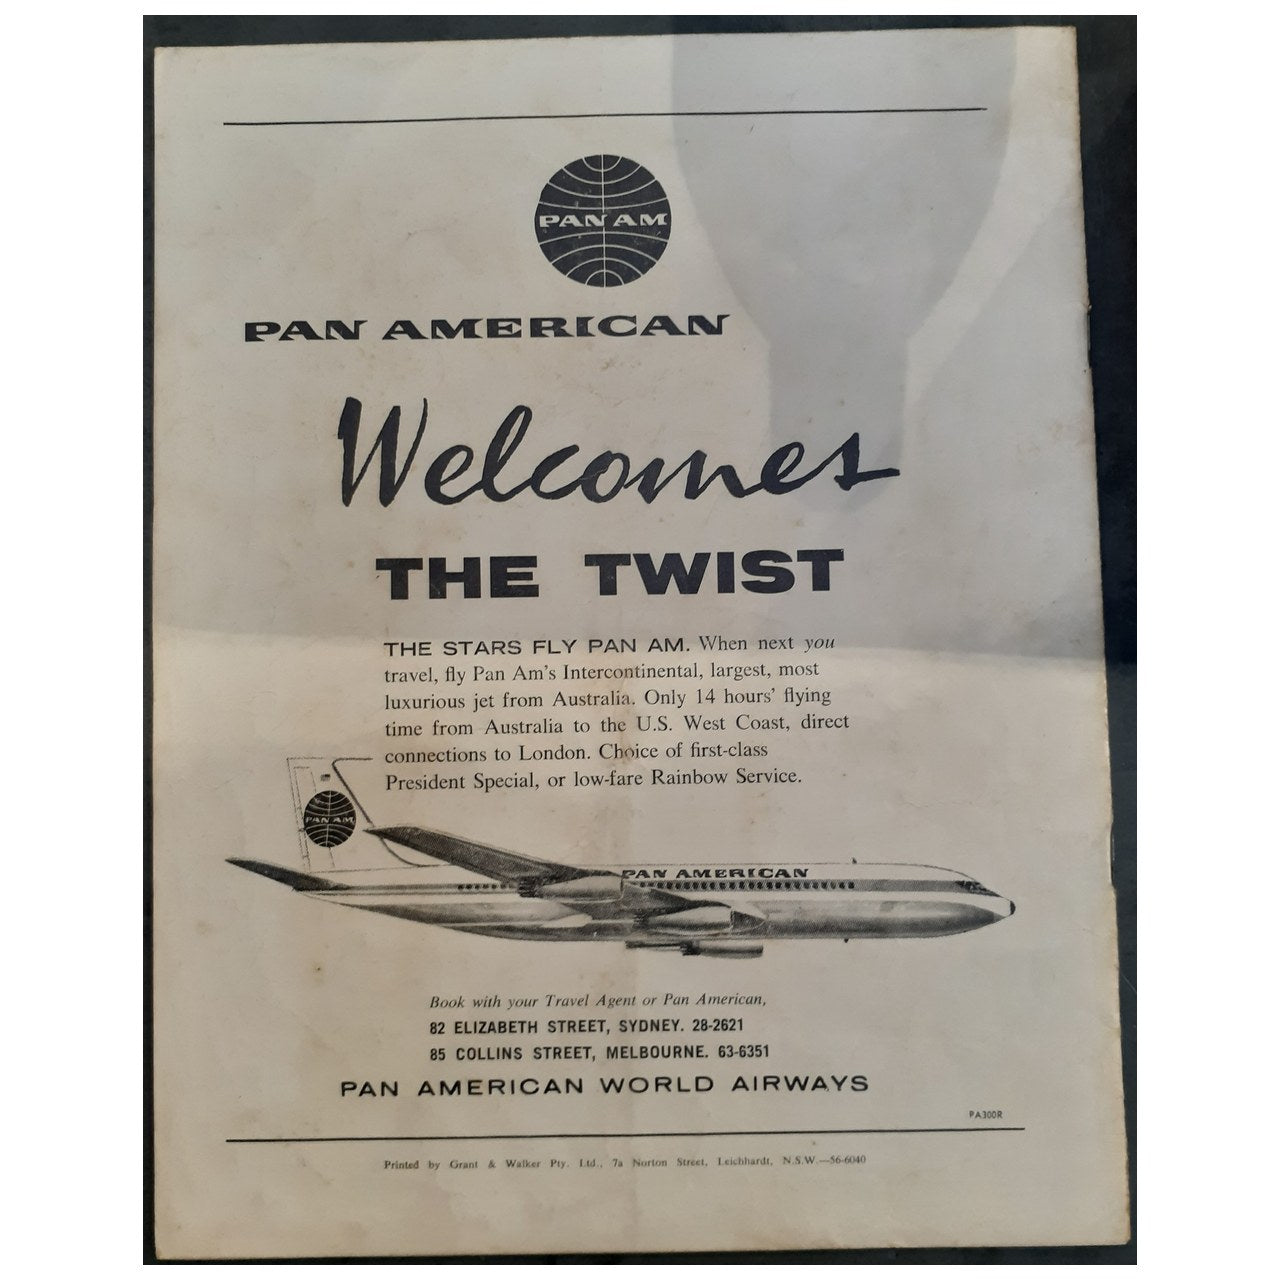 PAN AM
PAN AMERICAN
Welcomes
THE TWIST
THE STARS FLY PAN AM. When next you
travel, fly Pan Am's Intercontinental, largest, most
luxurious jet from Australia. Only 14 hours' flying
time from Australia to the U.S. West Coast, direct
connections to London. Choice of first-class
President Special, or low-fare Rainbow Service.
PAN AM
PAN AMERICAN
Book with your Travel Agent or Pan American,
82 ELIZABETH STREET, SYDNEY. 28-2621
85 COLLINS STREET, MELBOURNE. 63-6351
PAN AMERICAN WORLD AIRWAYS
PA300R
Printed by Grant & Walker Pty. Ltd., 7a Norton Street, Leichhardt, N.S.W.—56-6040